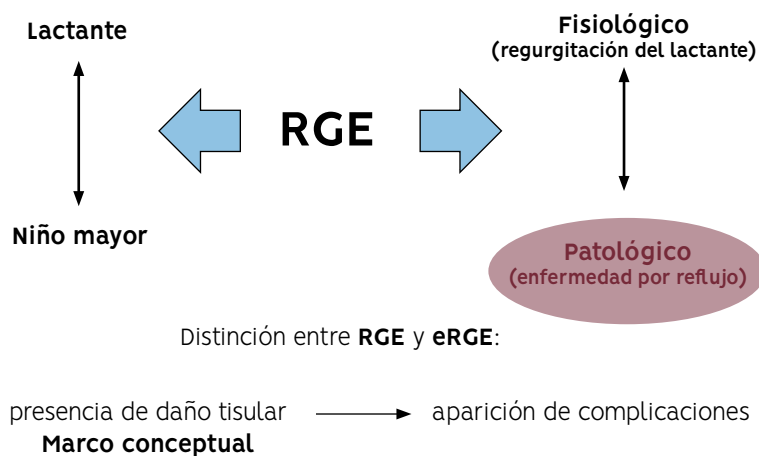 Lactante
Fisiológico
(regurgitación del lactante)
RGE
Niño mayor
Patológico
(enfermedad por reflujo)
Distinción entre RGE y eRGE:
presencia de daño tisular
aparición de complicaciones
Marco conceptual